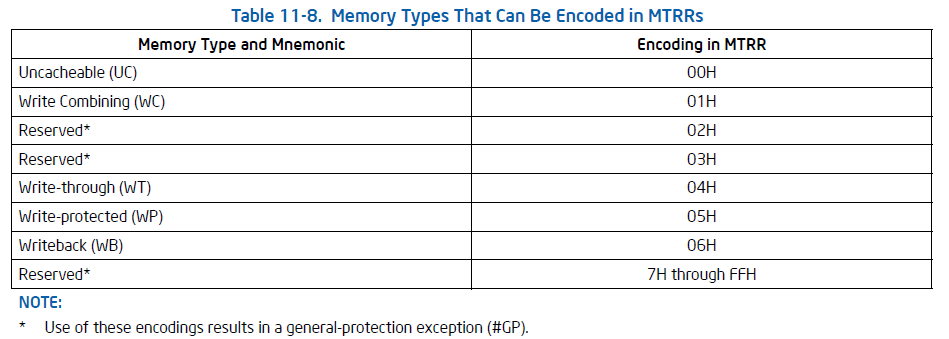 Table 11-8. Memory Types That Can Be Encoded in MTRRs
Memory Type and Mnemonic Encoding in MTRR
Uncacheable (UC) 00H
Write Combining (WC) 01H
Reserved* 02H
Reserved* 03H
Write-through (WT) 04H
Write-protected (WP) 05H
Writeback (WB) 06H
Reserved* 7H through FFH
NOTE:
* Use of these encodings results in a general-protection exception (#GP).